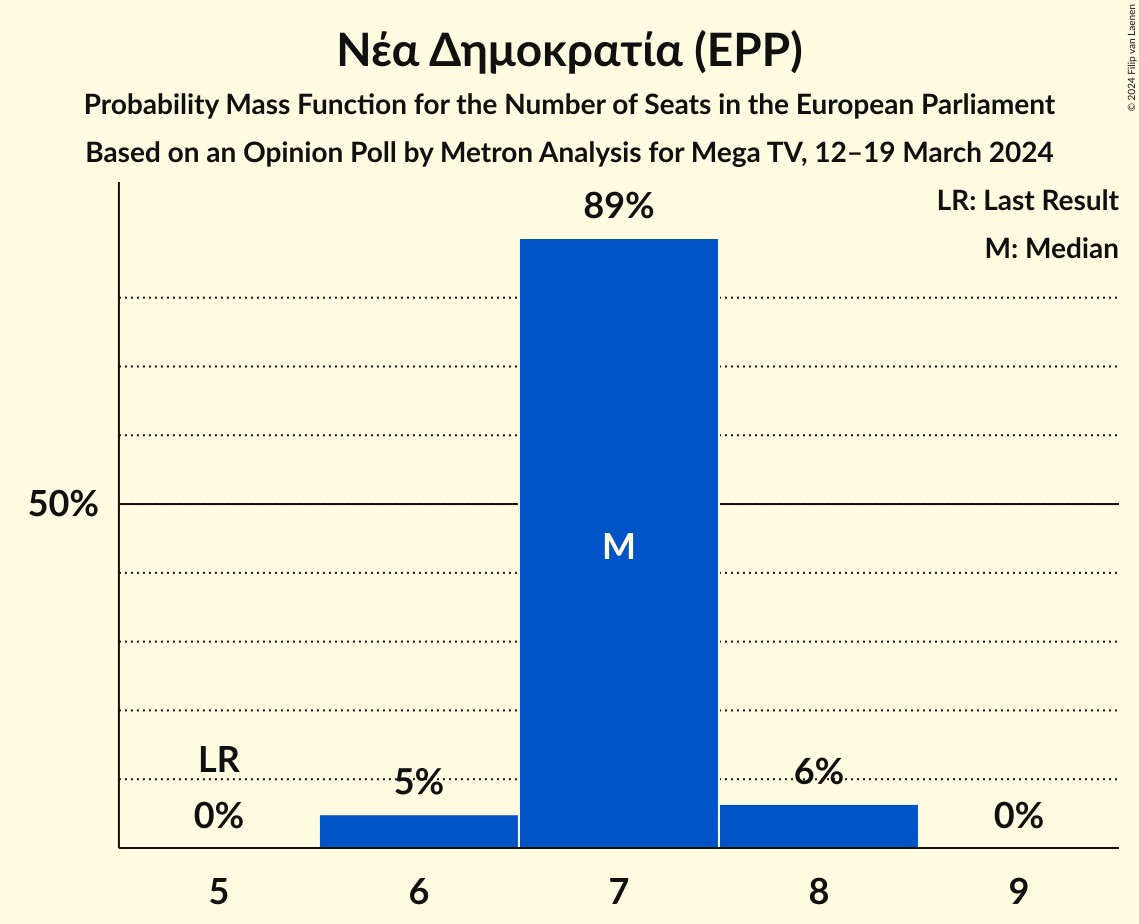 Νέα Δημοκρατία (EPP)
Probability Mass Function for the Number of Seats in the European Parliament
Based on an Opinion Poll by Metron Analysis for Mega TV, 12–19 March 2024
© 2024 Filip van Laenen
LR: Last Result
M: Median
89%
50%
M
LR
0%
5%
6%
0%
5 6 7 8 9